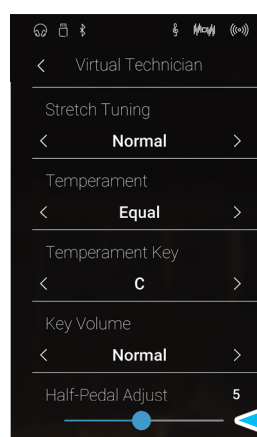 Virtual Technician
Stretch Tuning
Normal
Temperament
Equal
Temperament Key
C
Key Volume
Normal
Half-Pedal Adjust 5